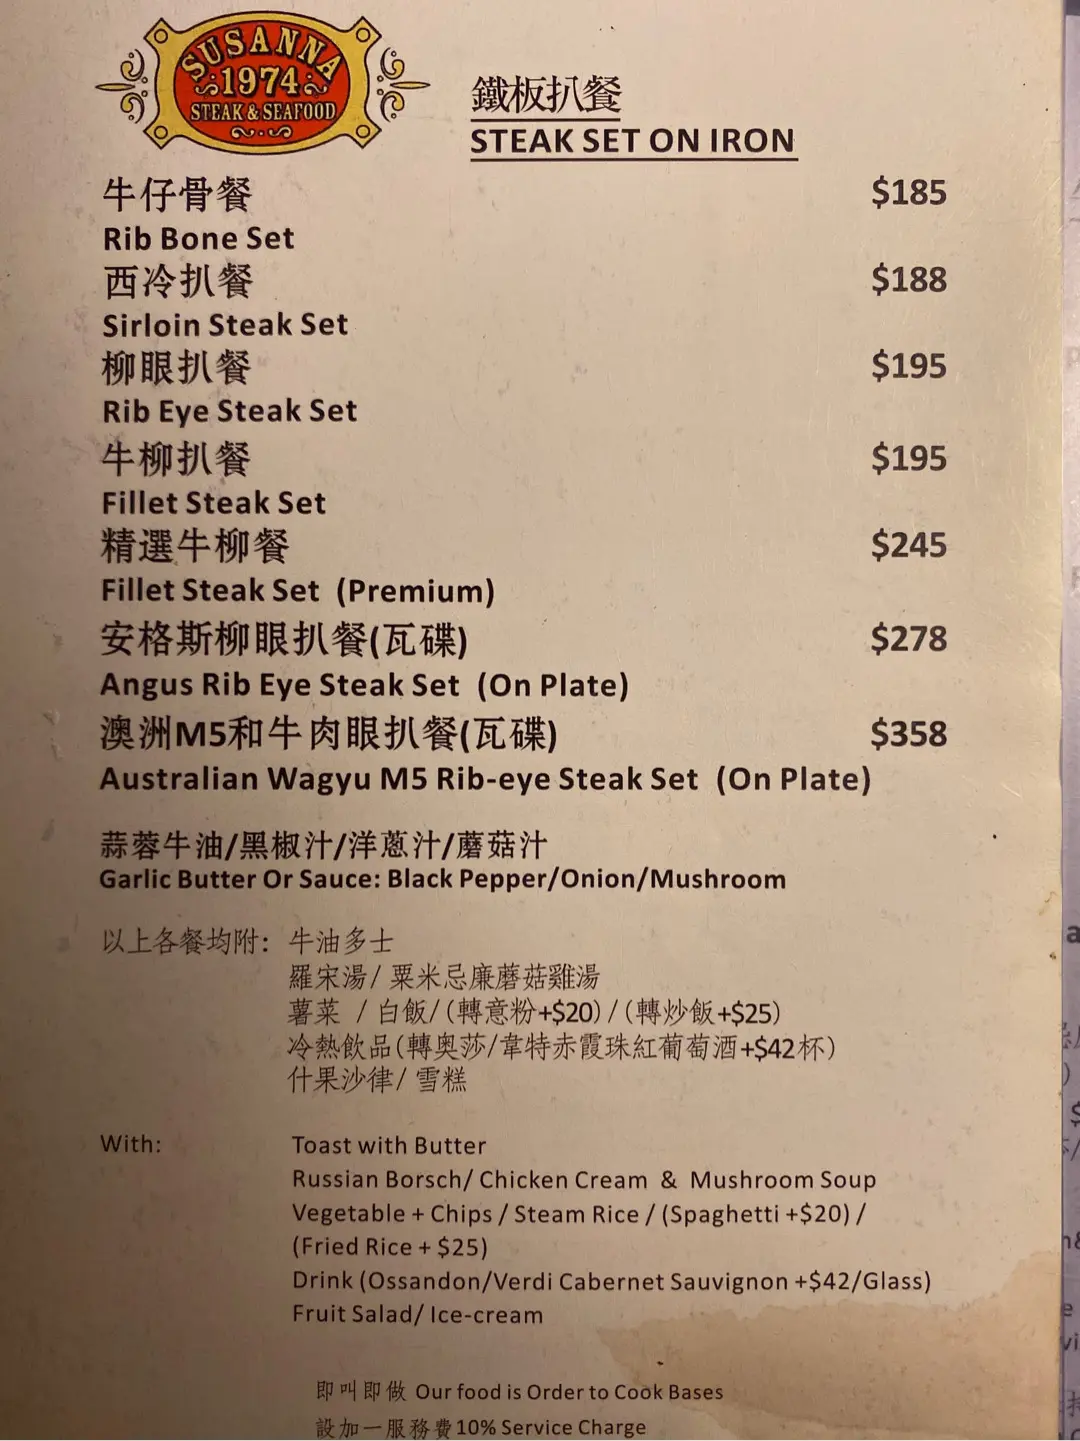 SUSANNA
1974
STEAK & SEAFOOD
鐵板扒餐
STEAK SET ON IRON
牛仔骨餐 $185
Rib Bone Set
西冷扒餐 $188
Sirloin Steak Set
柳眼扒餐 $195
Rib Eye Steak Set
牛柳扒餐 $195
Fillet Steak Set
精選牛柳餐 $245
Fillet Steak Set (Premium)
安格斯柳眼扒餐(瓦碟) $278
Angus Rib Eye Steak Set (On Plate)
澳洲M5和牛肉眼扒餐(瓦碟) $358
Australian Wagyu M5 Rib-eye Steak Set (On Plate)
蒜蓉牛油/黑椒汁/洋蔥汁/蘑菇汁
Garlic Butter Or Sauce: Black Pepper/Onion/Mushroom
以上各餐均附: 牛油多士
羅宋湯/ 粟米忌廉蘑菇雞湯
薯菜 / 白飯/ (轉意粉+$20) / (轉炒飯+$25)
冷熱飲品(轉奧莎/韋特赤霞珠紅葡萄酒+$42杯)
什果沙律/ 雪糕
With: Toast with Butter
Russian Borsch/ Chicken Cream & Mushroom Soup
Vegetable + Chips / Steam Rice / (Spaghetti +$20) /
(Fried Rice + $25)
Drink (Ossandon/Verdi Cabernet Sauvignon +$42/Glass)
Fruit Salad/ Ice-cream
即叫即做 Our food is Order to Cook Bases
設加一服務費10% Service Charge